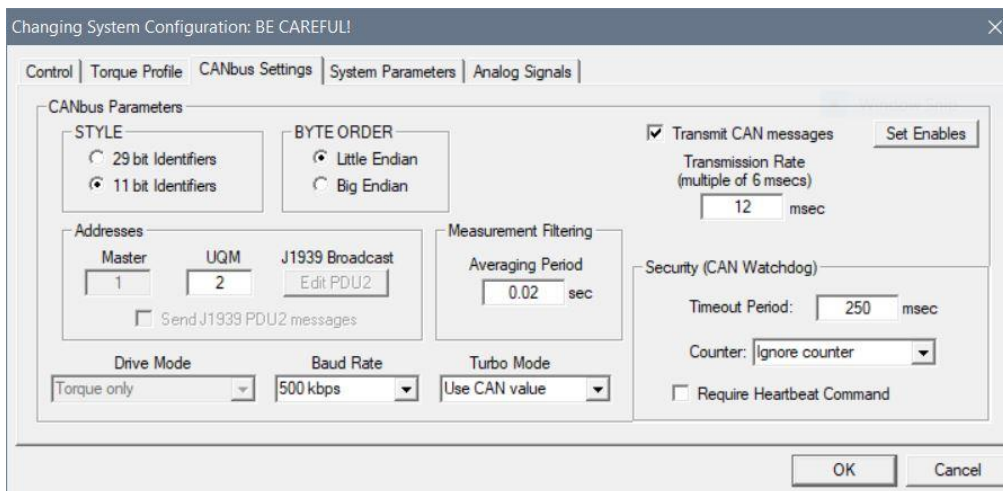 Changing System Configuration: BE CAREFUL!
Control
Torque Profile
CANbus Settings
System Parameters
Analog Signals
CANbus Parameters
STYLE
29 bit Identifiers
11 bit Identifiers
BYTE ORDER
Little Endian
Big Endian
Transmit CAN messages
Set Enables
Transmission Rate
(multiple of 6 msecs)
12 msec
Addresses
Master
1
UQM
2
J1939 Broadcast
Edit PDU2
Send J1939 PDU2 messages
Measurement Filtering
Averaging Period
0.02 sec
Security (CAN Watchdog)
Timeout Period: 250 msec
Counter: Ignore counter
Require Heartbeat Command
Drive Mode
Torque only
Baud Rate
500 kbps
Turbo Mode
Use CAN value
OK
Cancel